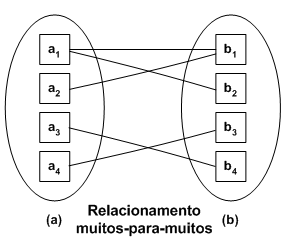 a1 b1
a2 b2
a3 b3
a4 b4
(a) Relacionamento (b)
muitos-para-muitos